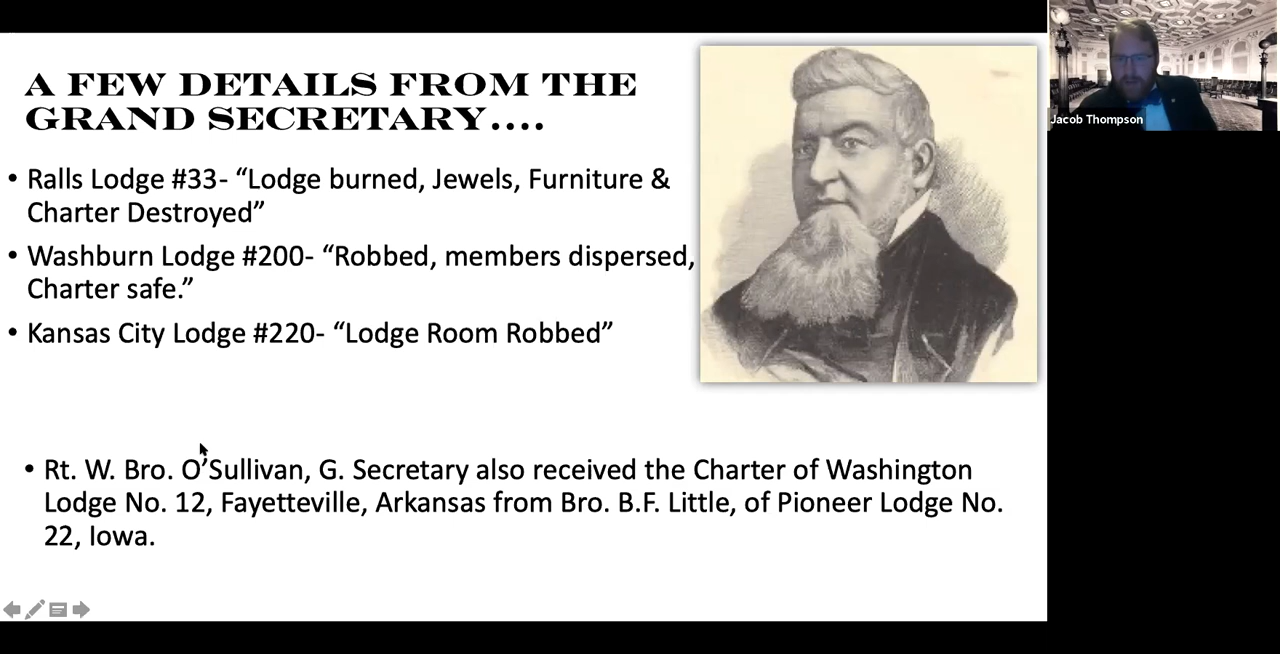 A FEW DETAILS FROM THE
GRAND SECRETARY....
• Ralls Lodge #33- “Lodge burned, Jewels, Furniture &
Charter Destroyed”
• Washburn Lodge #200- “Robbed, members dispersed,
Charter safe.”
• Kansas City Lodge #220- “Lodge Room Robbed”
• Rt. W. Bro. O’Sullivan, G. Secretary also received the Charter of Washington
Lodge No. 12, Fayetteville, Arkansas from Bro. B.F. Little, of Pioneer Lodge No.
22, Iowa.
Jacob Thompson